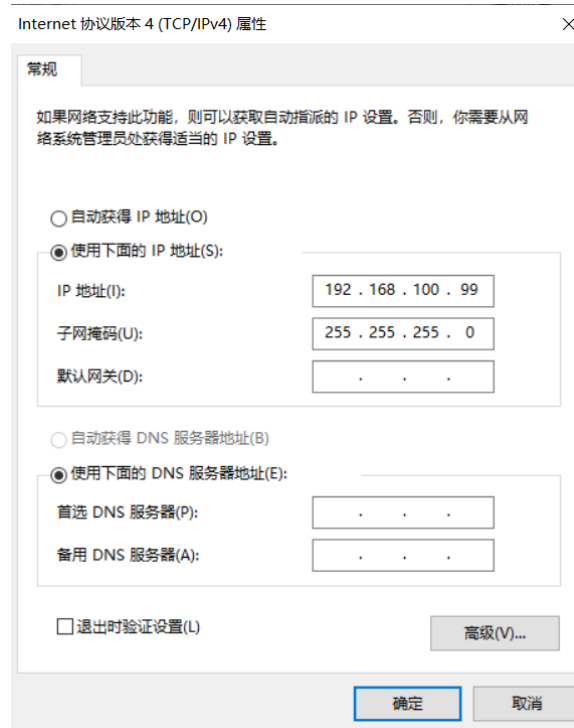 Internet 协议版本 4 (TCP/IPv4) 属性
常规
如果网络支持此功能，则可以获取自动指派的 IP 设置。否则，你需要从网
络系统管理员处获得适当的 IP 设置。
自动获得 IP 地址(O)
使用下面的 IP 地址(S):
IP 地址(I): 192 . 168 . 100 . 99
子网掩码(U): 255 . 255 . 255 . 0
默认网关(D): . . .
自动获得 DNS 服务器地址(B)
使用下面的 DNS 服务器地址(E):
首选 DNS 服务器(P): . . .
备用 DNS 服务器(A): . . .
退出时验证设置(L)
高级(V)...
确定 取消